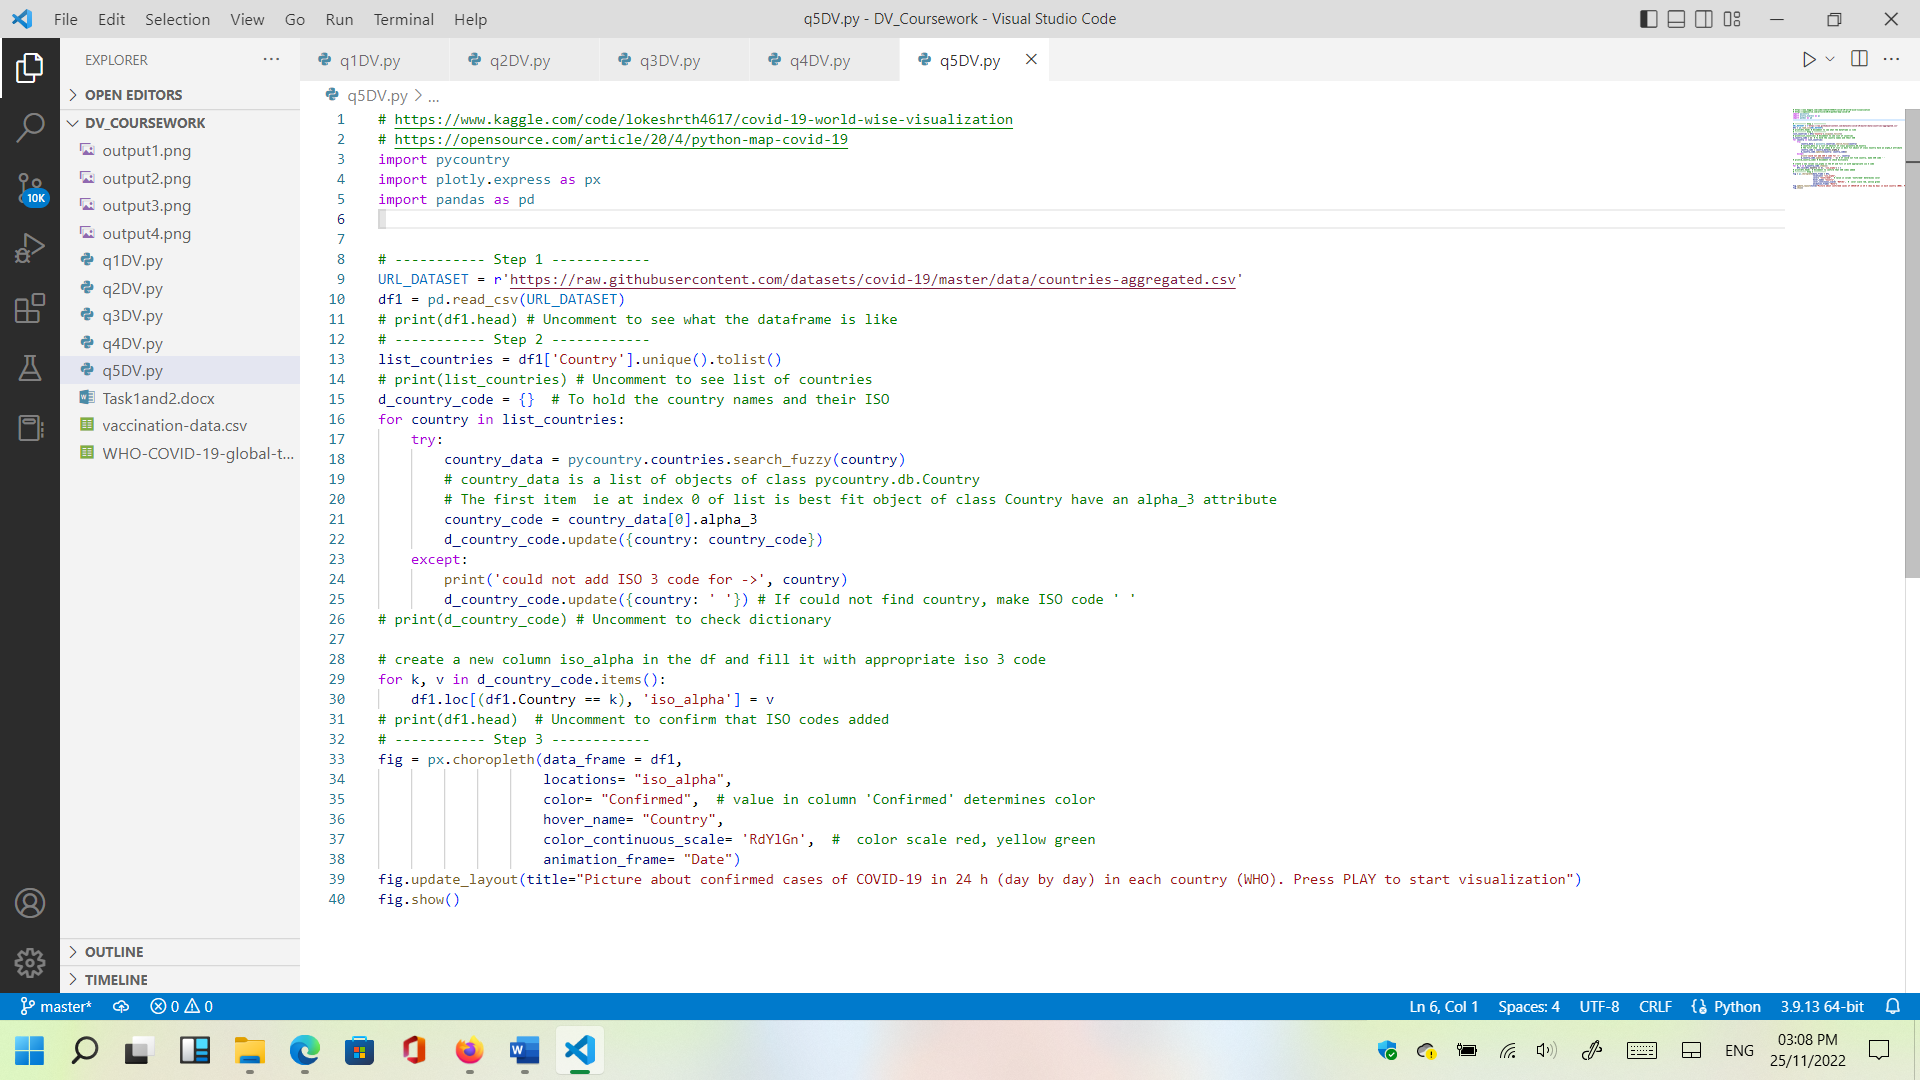 File Edit Selection View Go Run Terminal Help
q5DV.py - DV_Coursework - Visual Studio Code
EXPLORER
OPEN EDITORS
DV_COURSEWORK
output1.png
output2.png
output3.png
output4.png
q1DV.py
q2DV.py
q3DV.py
q4DV.py
q5DV.py
Task1and2.docx
vaccination-data.csv
WHO-COVID-19-global-t...
OUTLINE
TIMELINE
10K
q1DV.py q2DV.py q3DV.py q4DV.py q5DV.py
q5DV.py > ...
1 # https://www.kaggle.com/code/lokeshrth4617/covid-19-world-wise-visualization
2 # https://opensource.com/article/20/4/python-map-covid-19
3 import pycountry
4 import plotly.express as px
5 import pandas as pd
6
7
8 # ----------- Step 1 ------------
9 URL_DATASET = r'https://raw.githubusercontent.com/datasets/covid-19/master/data/countries-aggregated.csv'
10 df1 = pd.read_csv(URL_DATASET)
11 # print(df1.head) # Uncomment to see what the dataframe is like
12 # ----------- Step 2 ------------
13 list_countries = df1['Country'].unique().tolist()
14 # print(list_countries) # Uncomment to see list of countries
15 d_country_code = {}  # To hold the country names and their ISO
16 for country in list_countries:
17     try:
18         country_data = pycountry.countries.search_fuzzy(country)
19         # country_data is a list of objects of class pycountry.db.Country
20         # The first item  ie at index 0 of list is best fit object of class Country have an alpha_3 attribute
21         country_code = country_data[0].alpha_3
22         d_country_code.update({country: country_code})
23     except:
24         print('could not add ISO 3 code for ->', country)
25         d_country_code.update({country: ' '}) # If could not find country, make ISO code ' '
26 # print(d_country_code) # Uncomment to check dictionary
27
28 # create a new column iso_alpha in the df and fill it with appropriate iso 3 code
29 for k, v in d_country_code.items():
30     df1.loc[(df1.Country == k), 'iso_alpha'] = v
31 # print(df1.head)  # Uncomment to confirm that ISO codes added
32 # ----------- Step 3 ------------
33 fig = px.choropleth(data_frame = df1,
34                     locations= "iso_alpha",
35                     color= "Confirmed",  # value in column 'Confirmed' determines color
36                     hover_name= "Country",
37                     color_continuous_scale= 'RdYlGn',  #  color scale red, yellow green
38                     animation_frame= "Date")
39 fig.update_layout(title="Picture about confirmed cases of COVID-19 in 24 h (day by day) in each country (WHO). Press PLAY to start visualization")
40 fig.show()
master* 0 0 Ln 6, Col 1 Spaces: 4 UTF-8 CRLF Python 3.9.13 64-bit
ENG
03:08 PM
25/11/2022